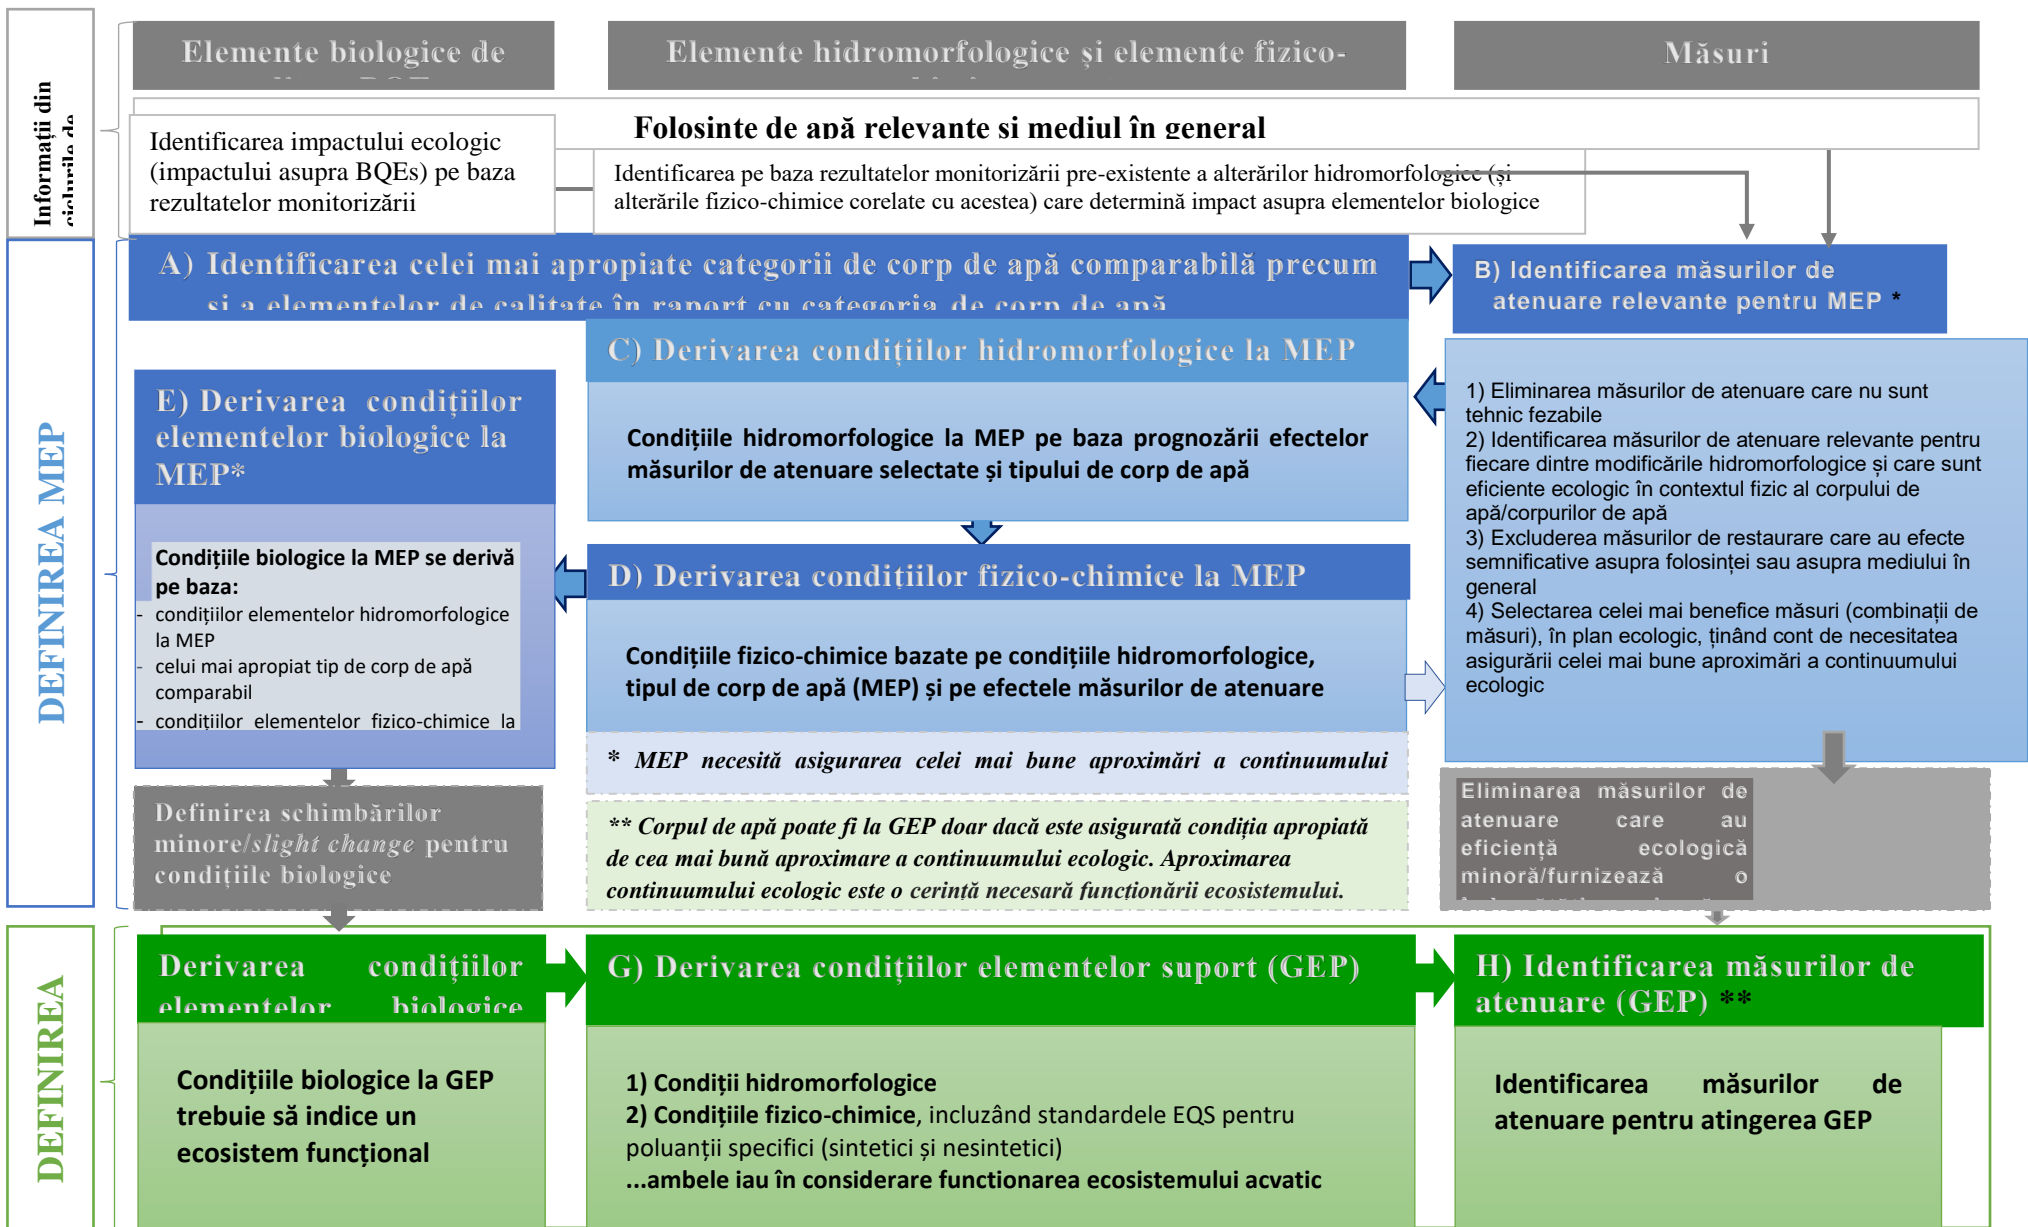 Elemente biologice de
Elemente hidromorfologice și elemente fizico-
Măsuri
Informații din
Folosințe de apă relevante și mediul în general
Identificarea impactului ecologic
(impactului asupra BQEs) pe baza
rezultatelor monitorizării
Identificarea pe baza rezultatelor monitorizării pre-existente a alterărilor hidromorfologice (și
alterările fizico-chimice corelate cu acestea) care determină impact asupra elementelor biologice
DEFINIREA MEP
A) Identificarea celei mai apropiate categorii de corp de apă comparabilă precum
și a elementelor de calitate în raport cu categoria de corp de apă
B) Identificarea măsurilor de
atenuare relevante pentru MEP *
C) Derivarea condițiilor hidromorfologice la MEP
Condițiile hidromorfologice la MEP pe baza prognozării efectelor
măsurilor de atenuare selectate și tipului de corp de apă
1) Eliminarea măsurilor de atenuare care nu sunt
tehnic fezabile
2) Identificarea măsurilor de atenuare relevante pentru
fiecare dintre modificările hidromorfologice și care sunt
eficiente ecologic în contextul fizic al corpului de
apă/corpurilor de apă
3) Excluderea măsurilor de restaurare care au efecte
semnificative asupra folosinței sau asupra mediului în
general
4) Selectarea celei mai benefice măsuri (combinații de
măsuri), în plan ecologic, ținând cont de necesitatea
asigurării celei mai bune aproximări a continuumului
ecologic
E) Derivarea condițiilor
elementelor biologice la
MEP*
Condițiile biologice la MEP se derivă
pe baza:
- condițiilor elementelor hidromorfologice
la MEP
- celui mai apropiat tip de corp de apă
comparabil
- condițiilor elementelor fizico-chimice la
D) Derivarea condițiilor fizico-chimice la MEP
Condițiile fizico-chimice bazate pe condițiile hidromorfologice,
tipul de corp de apă (MEP) și pe efectele măsurilor de atenuare
* MEP necesită asigurarea celei mai bune aproximări a continuumului
** Corpul de apă poate fi la GEP doar dacă este asigurată condiția apropiată
de cea mai bună aproximare a continuumului ecologic. Aproximarea
continuumului ecologic este o cerință necesară funcționării ecosistemului.
Definirea schimbărilor
minore/slight change pentru
condițiile biologice
Eliminarea măsurilor de
atenuare care au
eficiență ecologică
minoră/furnizează o
DEFINIREA
Derivarea condițiilor
elementelor biologice
Condițiile biologice la GEP
trebuie să indice un
ecosistem funcțional
G) Derivarea condițiilor elementelor suport (GEP)
1) Condiții hidromorfologice
2) Condițiile fizico-chimice, incluzând standardele EQS pentru
poluanții specifici (sintetici și nesintetici)
...ambele iau în considerare functionarea ecosistemului acvatic
H) Identificarea măsurilor de
atenuare (GEP) **
Identificarea măsurilor de
atenuare pentru atingerea GEP